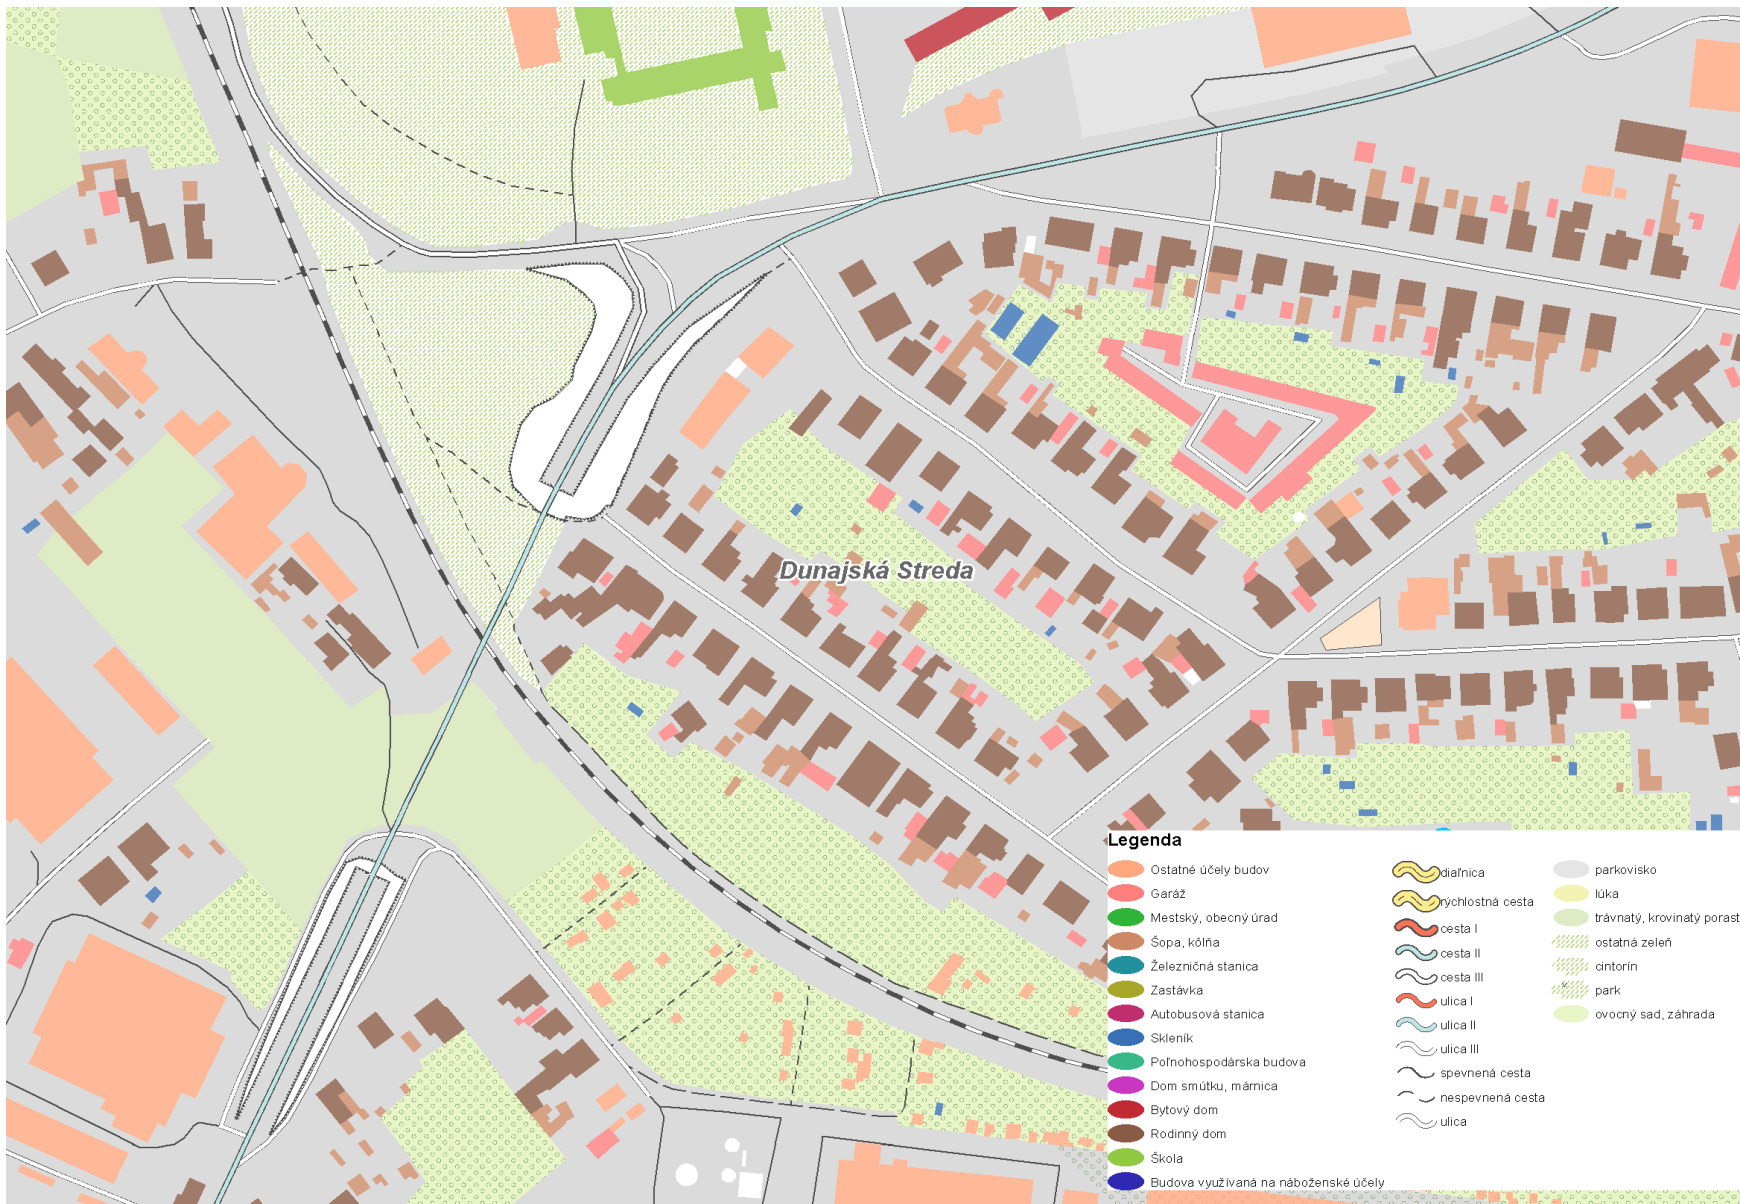 Dunajská Streda
Legenda
Ostatné účely budov
Garáž
Mestský, obecný úrad
Šopa, kôlňa
Železničná stanica
Zastávka
Autobusová stanica
Skleník
Poľnohospodárska budova
Dom smútku, márnica
Bytový dom
Rodinný dom
Škola
Budova využívaná na náboženské účely
diaľnica
rýchlostná cesta
cesta I
cesta II
cesta III
ulica I
ulica II
ulica III
spevnená cesta
nespevnená cesta
ulica
parkovisko
lúka
trávnatý, krovinatý porast
ostatná zeleň
cintorín
park
ovocný sad, záhrada